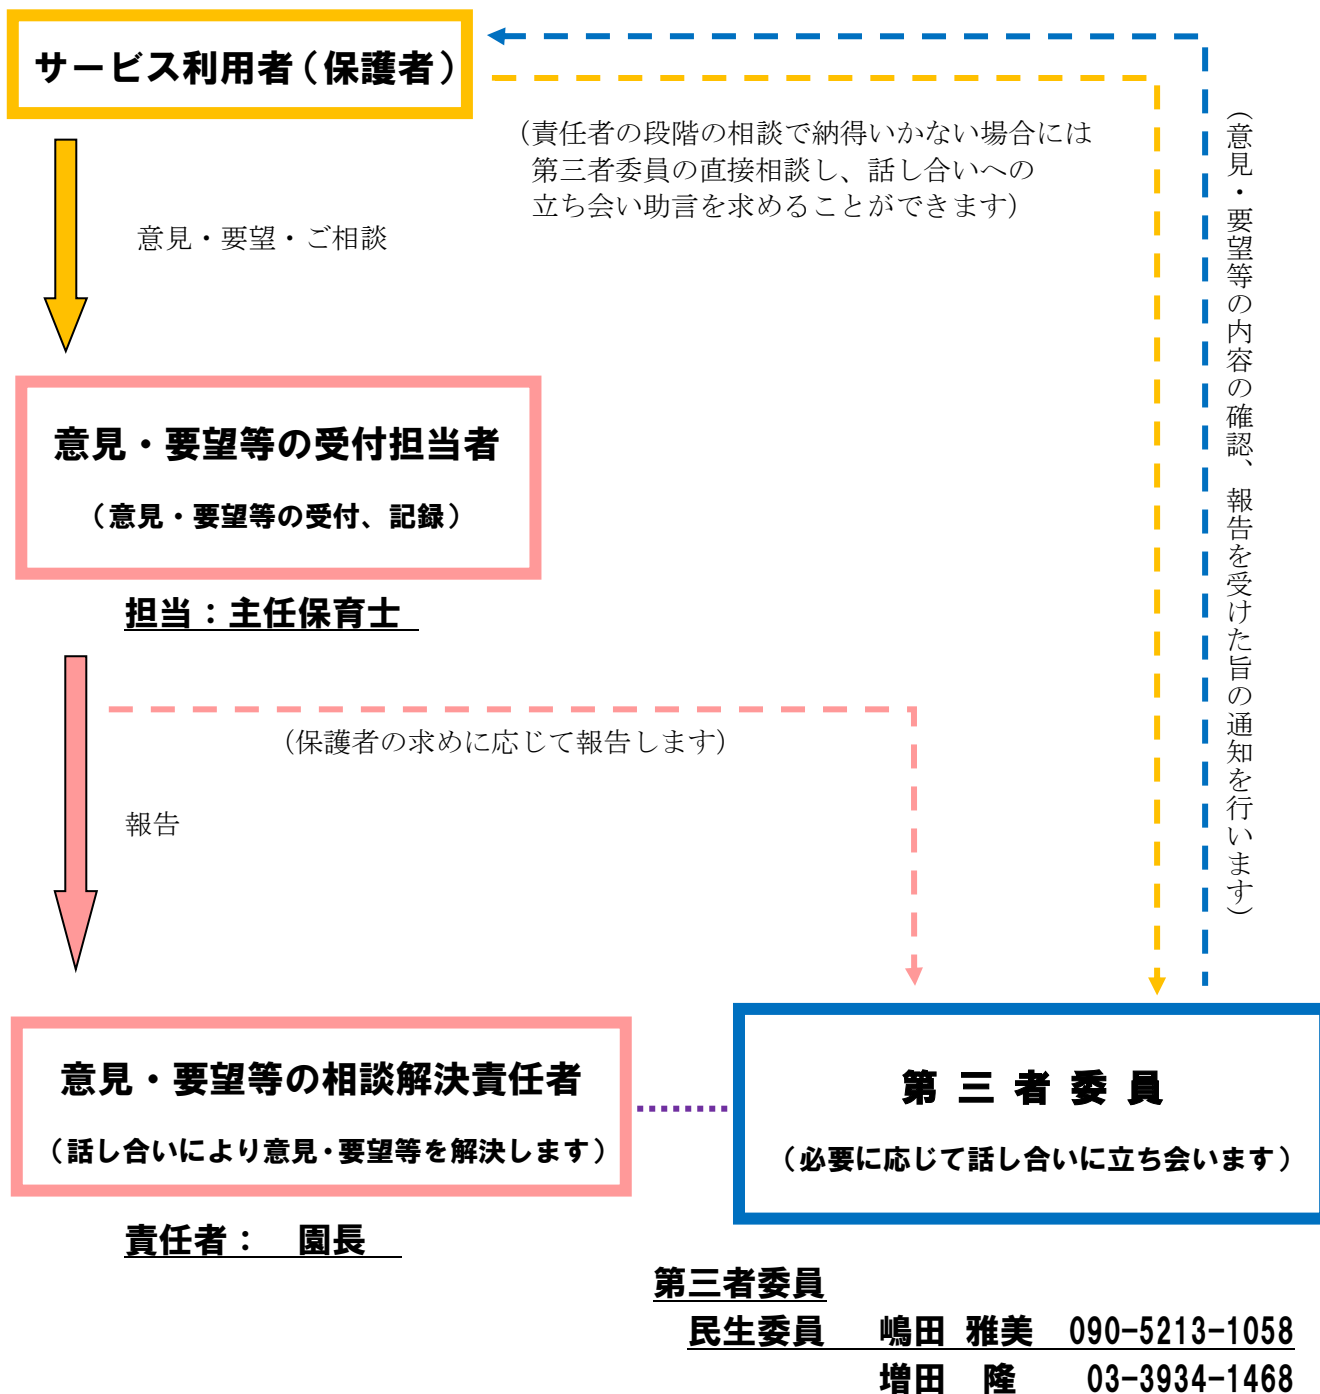 サービス利用者(保護者)
(責任者の段階の相談で納得いかない場合には
第三者委員の直接相談し、話し合いへの
立ち会い助言を求めることができます)
(意見・要望等の内容の確認、報告を受けた旨の通知を行います)
意見・要望・ご相談
意見・要望等の受付担当者
(意見・要望等の受付、記録)
担当:主任保育士
(保護者の求めに応じて報告します)
報告
意見・要望等の相談解決責任者
(話し合いにより意見・要望等を解決します)
責任者: 園長
第三者委員
(必要に応じて話し合いに立ち会います)
第三者委員
民生委員 嶋田 雅美 090-5213-1058
増田 隆 03-3934-1468